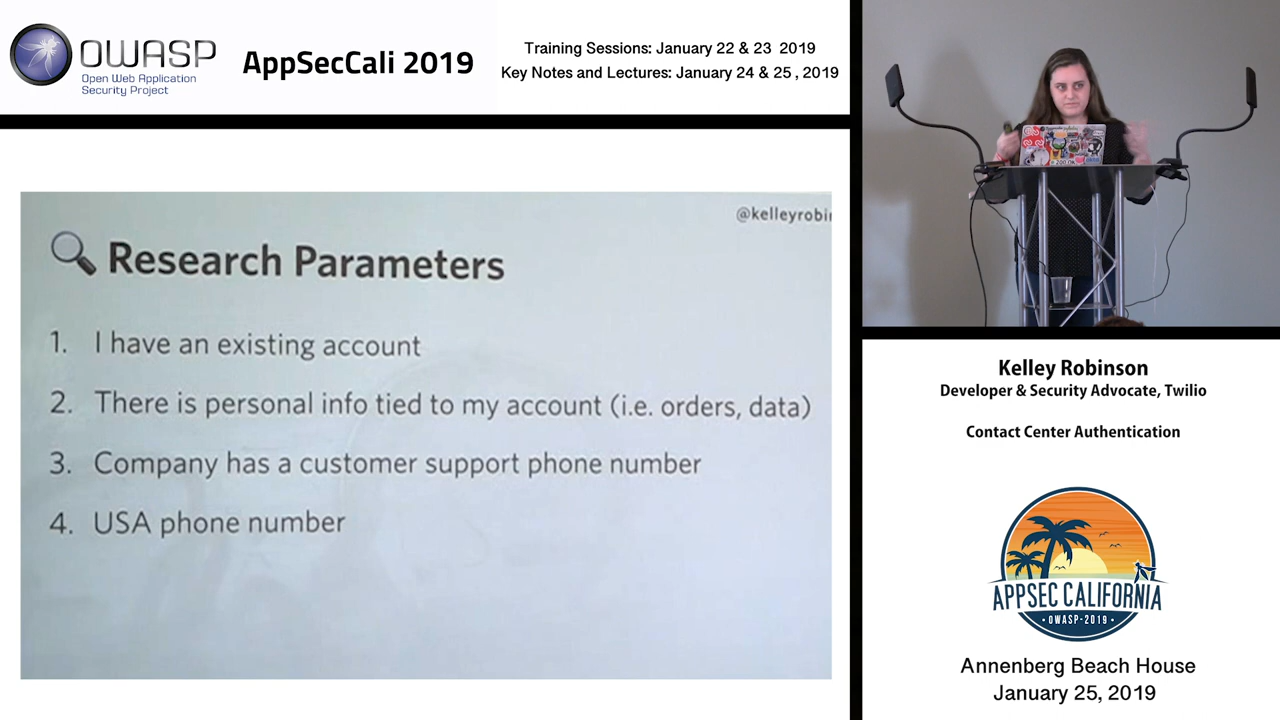 OWASP
Open Web Application
Security Project
AppSecCali 2019
Training Sessions: January 22 & 23 2019
Key Notes and Lectures: January 24 & 25 , 2019
@kelleyrobi
Research Parameters
1. I have an existing account
2. There is personal info tied to my account (i.e. orders, data)
3. Company has a customer support phone number
4. USA phone number
Kelley Robinson
Developer & Security Advocate, Twilio
Contact Center Authentication
APPSEC CALIFORNIA
• OWASP-2019 •
Annenberg Beach House
January 25, 2019